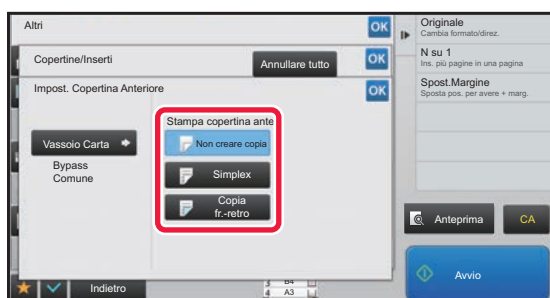 Altri
OK
Copertine/Inserti
Annullare tutto
OK
Impost. Copertina Anteriore
OK
Stampa copertina ante
Vassoio Carta
Non creare copia
Bypass
Comune
Simplex
Copia
fr.-retro
Indietro
B4
4 A3
Originale
Cambia formato/direz.
N su 1
Ins. più pagine in una pagina
Spost.Margine
Sposta pos. per avere + marg.
Anteprima
CA
Avvio